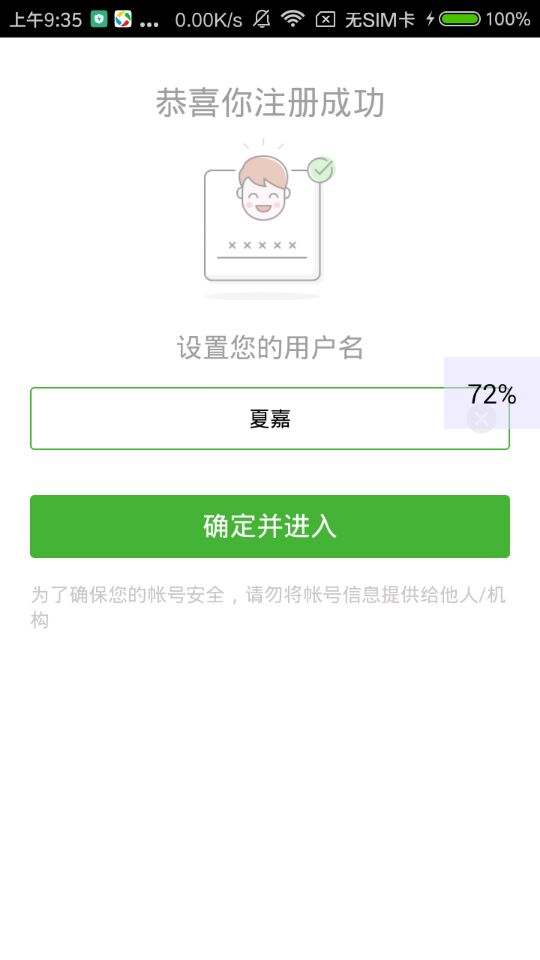 上午9:35 ... 0.00K/s 无SIM卡 100%
恭喜你注册成功
×××××
设置您的用户名
72%
夏嘉
确定并进入
为了确保您的帐号安全，请勿将帐号信息提供给他人/机
构